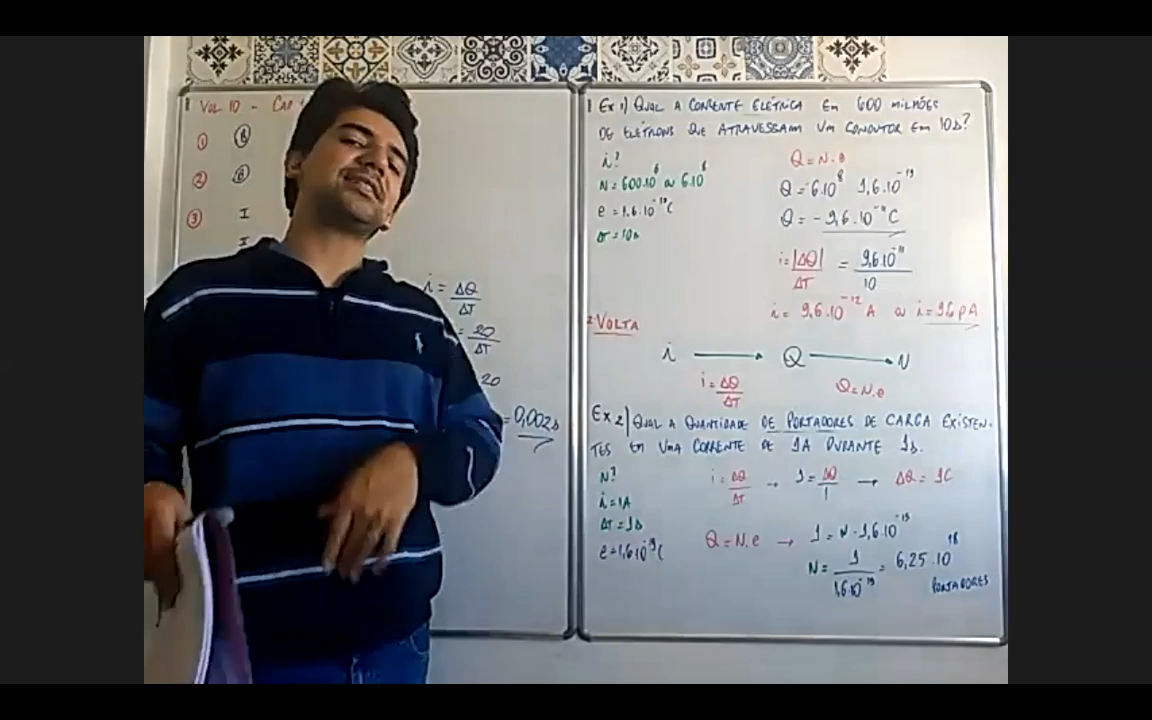 VOL 10 - CAP
1 B
2 B
3 I
I
i = ΔQ
ΔT
= 20
ΔT
20
= 0,002s
Ex 1) QUAL A CORRENTE ELÉTRICA EM 600 MILHÕES
DE ELÉTRONS QUE ATRAVESSAM UM CONDUTOR EM 10s?
i?
N = 600.10⁶ ou 6.10⁶
e = 1,6.10⁻¹⁹C
ΔT = 10s
Q = N.e
Q = -6.10⁸ 1,6.10⁻¹⁹
Q = -9,6.10⁻¹¹C
i = |ΔQ| = 9,6.10⁻¹¹
ΔT 10
i = 9,6.10⁻¹² A ou i = 9,6 pA
2 VOLTA
i → Q → N
i = ΔQ
ΔT
Q = N.e
Ex 2) QUAL A QUANTIDADE DE PORTADORES DE CARGA EXISTEN-
TES EM UMA CORRENTE DE 1A DURANTE 1s.
N?
i = 1A
ΔT = 1s
e = 1,6.10⁻¹⁹C
i = ΔQ → 1 = ΔQ → ΔQ = 1C
ΔT 1
Q = N.e → 1 = N.1,6.10⁻¹⁹
N = 1 = 6,25.10¹⁸
1,6.10⁻¹⁹
PORTADORES